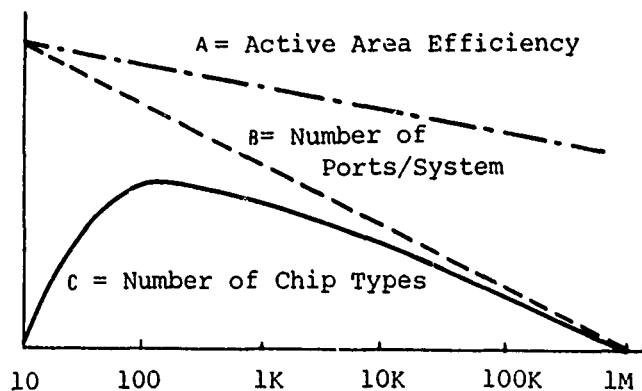 A = Active Area Efficiency
B = Number of
Ports/System
C = Number of Chip Types
10 100 1K 10K 100K 1M